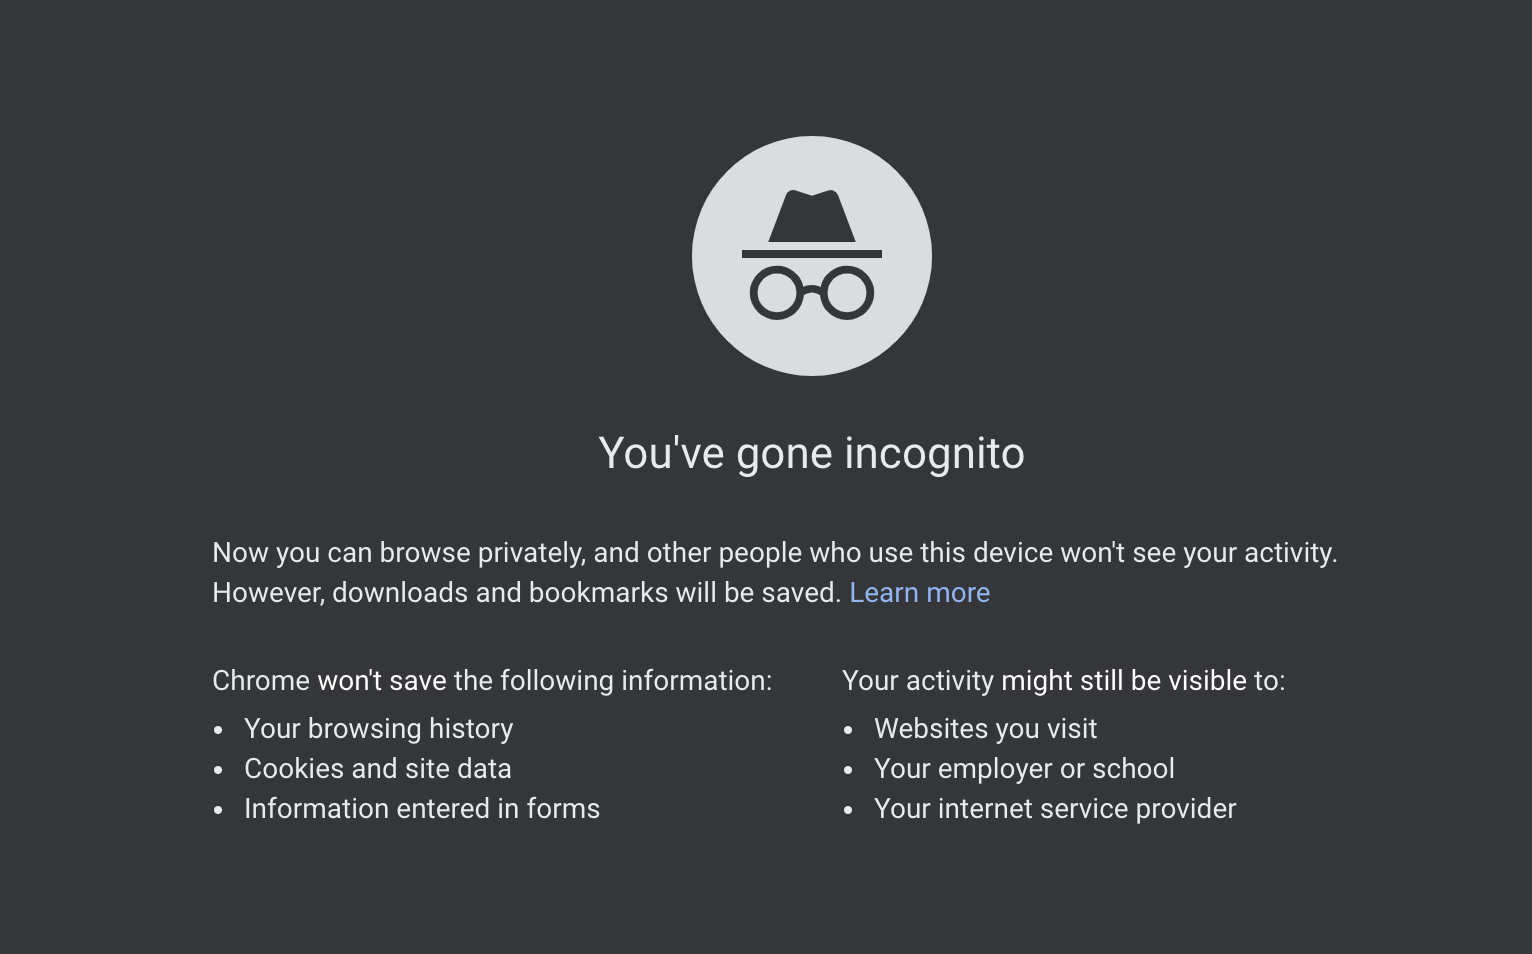 You've gone incognito
Now you can browse privately, and other people who use this device won't see your activity.
However, downloads and bookmarks will be saved. Learn more
Chrome won't save the following information:
• Your browsing history
• Cookies and site data
• Information entered in forms
Your activity might still be visible to:
• Websites you visit
• Your employer or school
• Your internet service provider